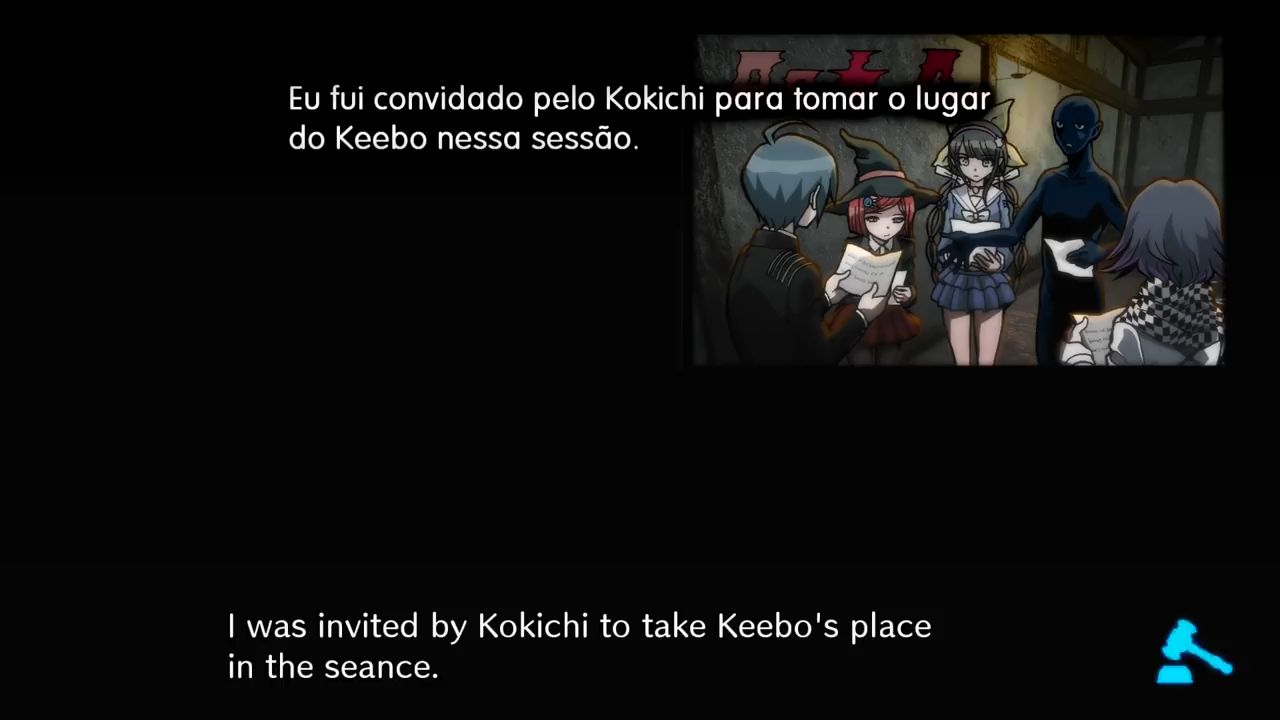 Eu fui convidado pelo Kokichi para tomar o lugar
do Keebo nessa sessão.
I was invited by Kokichi to take Keebo's place
in the seance.